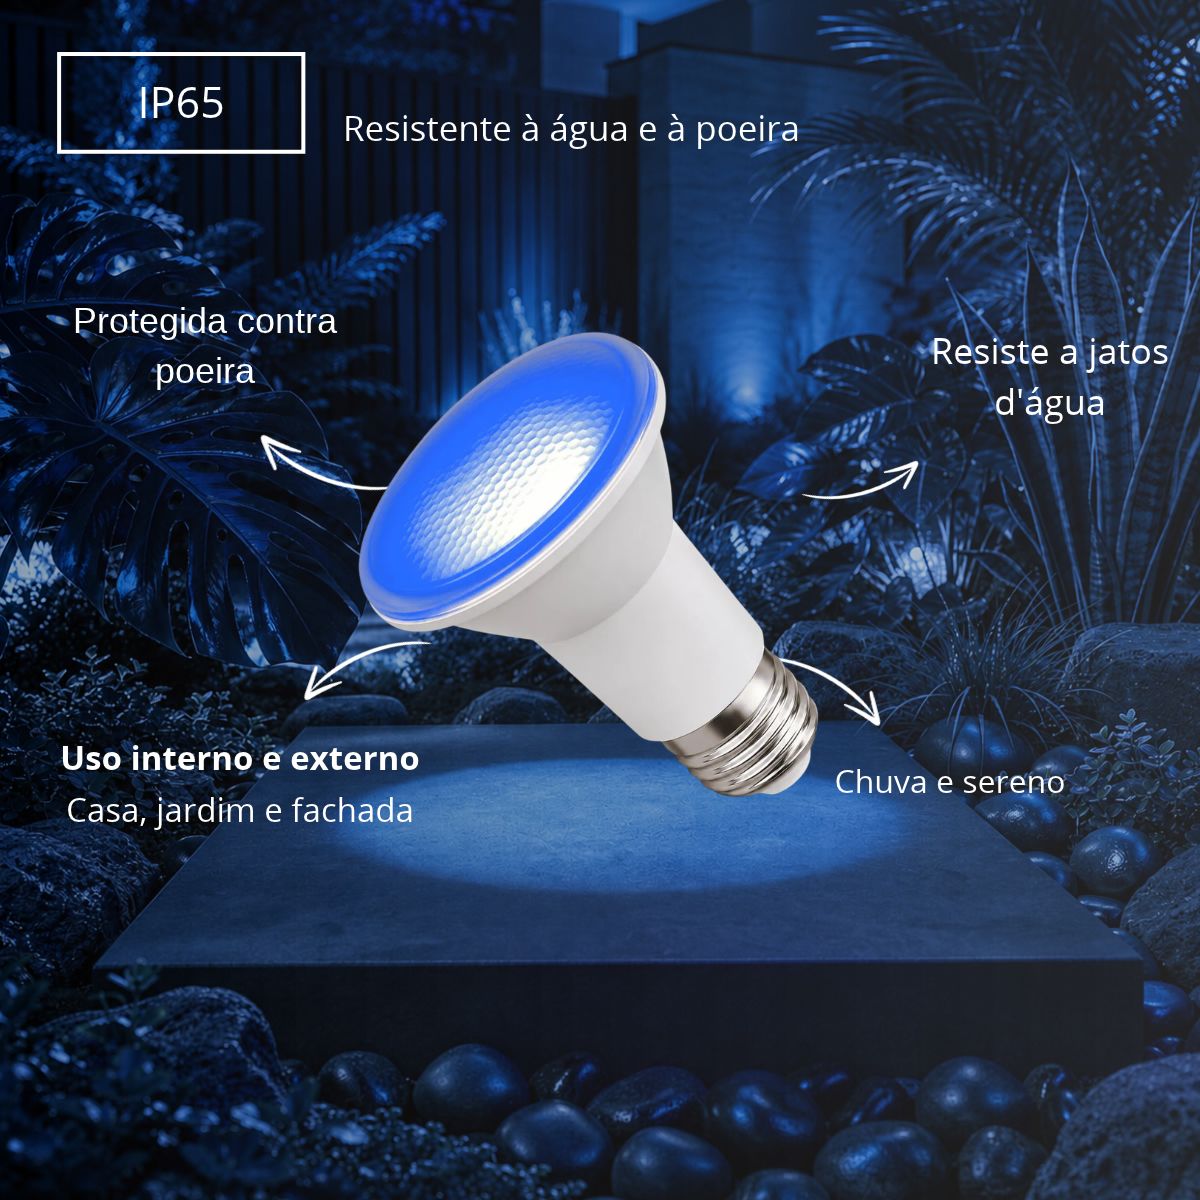 IP65
Resistente à água e à poeira
Protegida contra
poeira
Resiste a jatos
d'água
Uso interno e externo
Casa, jardim e fachada
Chuva e sereno